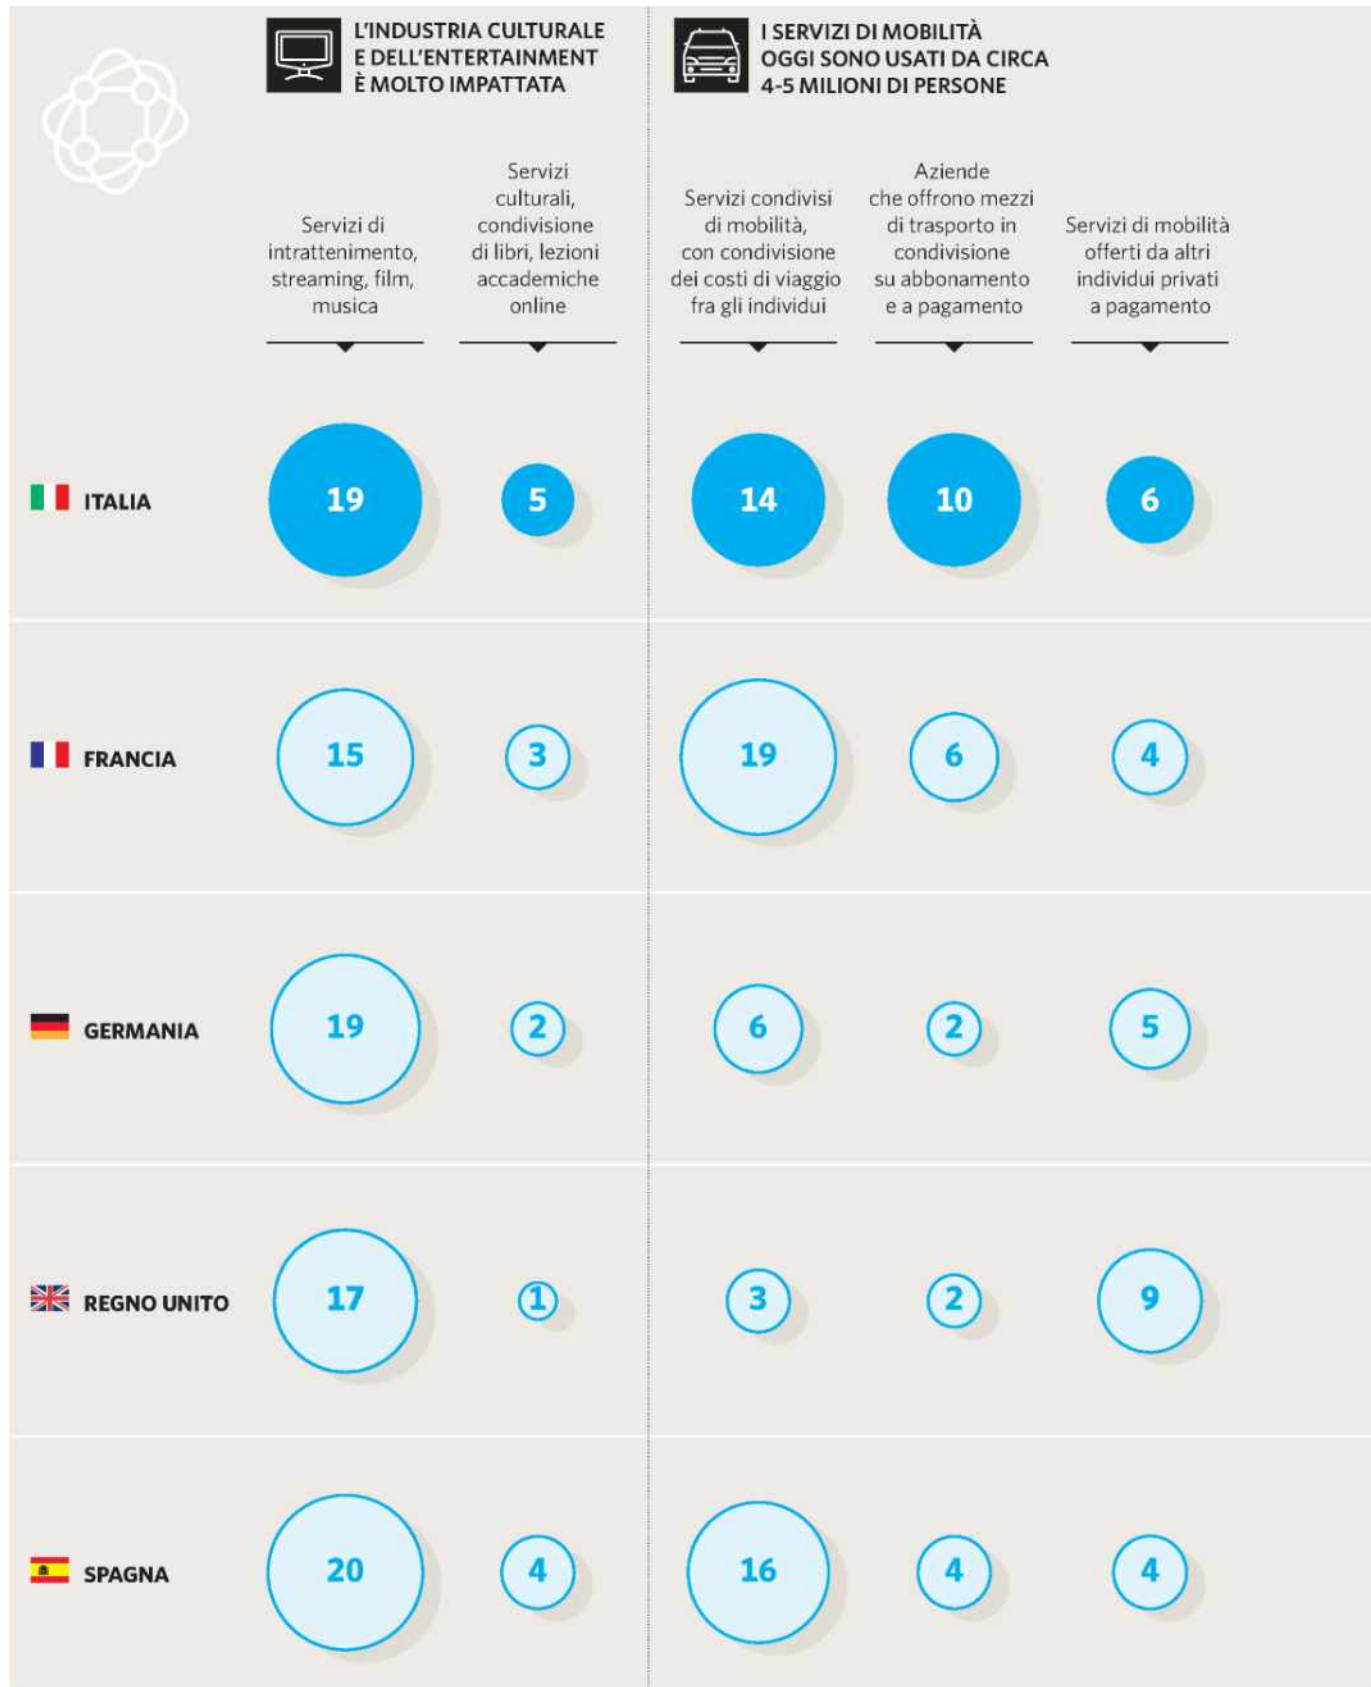 L'INDUSTRIA CULTURALE
E DELL'ENTERTAINMENT
È MOLTO IMPATTATA
I SERVIZI DI MOBILITÀ
OGGI SONO USATI DA CIRCA
4-5 MILIONI DI PERSONE
Servizi di
intrattenimento,
streaming, film,
musica
Servizi
culturali,
condivisione
di libri, lezioni
accademiche
online
Servizi condivisi
di mobilità,
con condivisione
dei costi di viaggio
fra gli individui
Aziende
che offrono mezzi
di trasporto in
condivisione
su abbonamento
e a pagamento
Servizi di mobilità
offerti da altri
individui privati
a pagamento
ITALIA 19 5 14 10 6
FRANCIA 15 3 19 6 4
GERMANIA 19 2 6 2 5
REGNO UNITO 17 1 3 2 9
SPAGNA 20 4 16 4 4